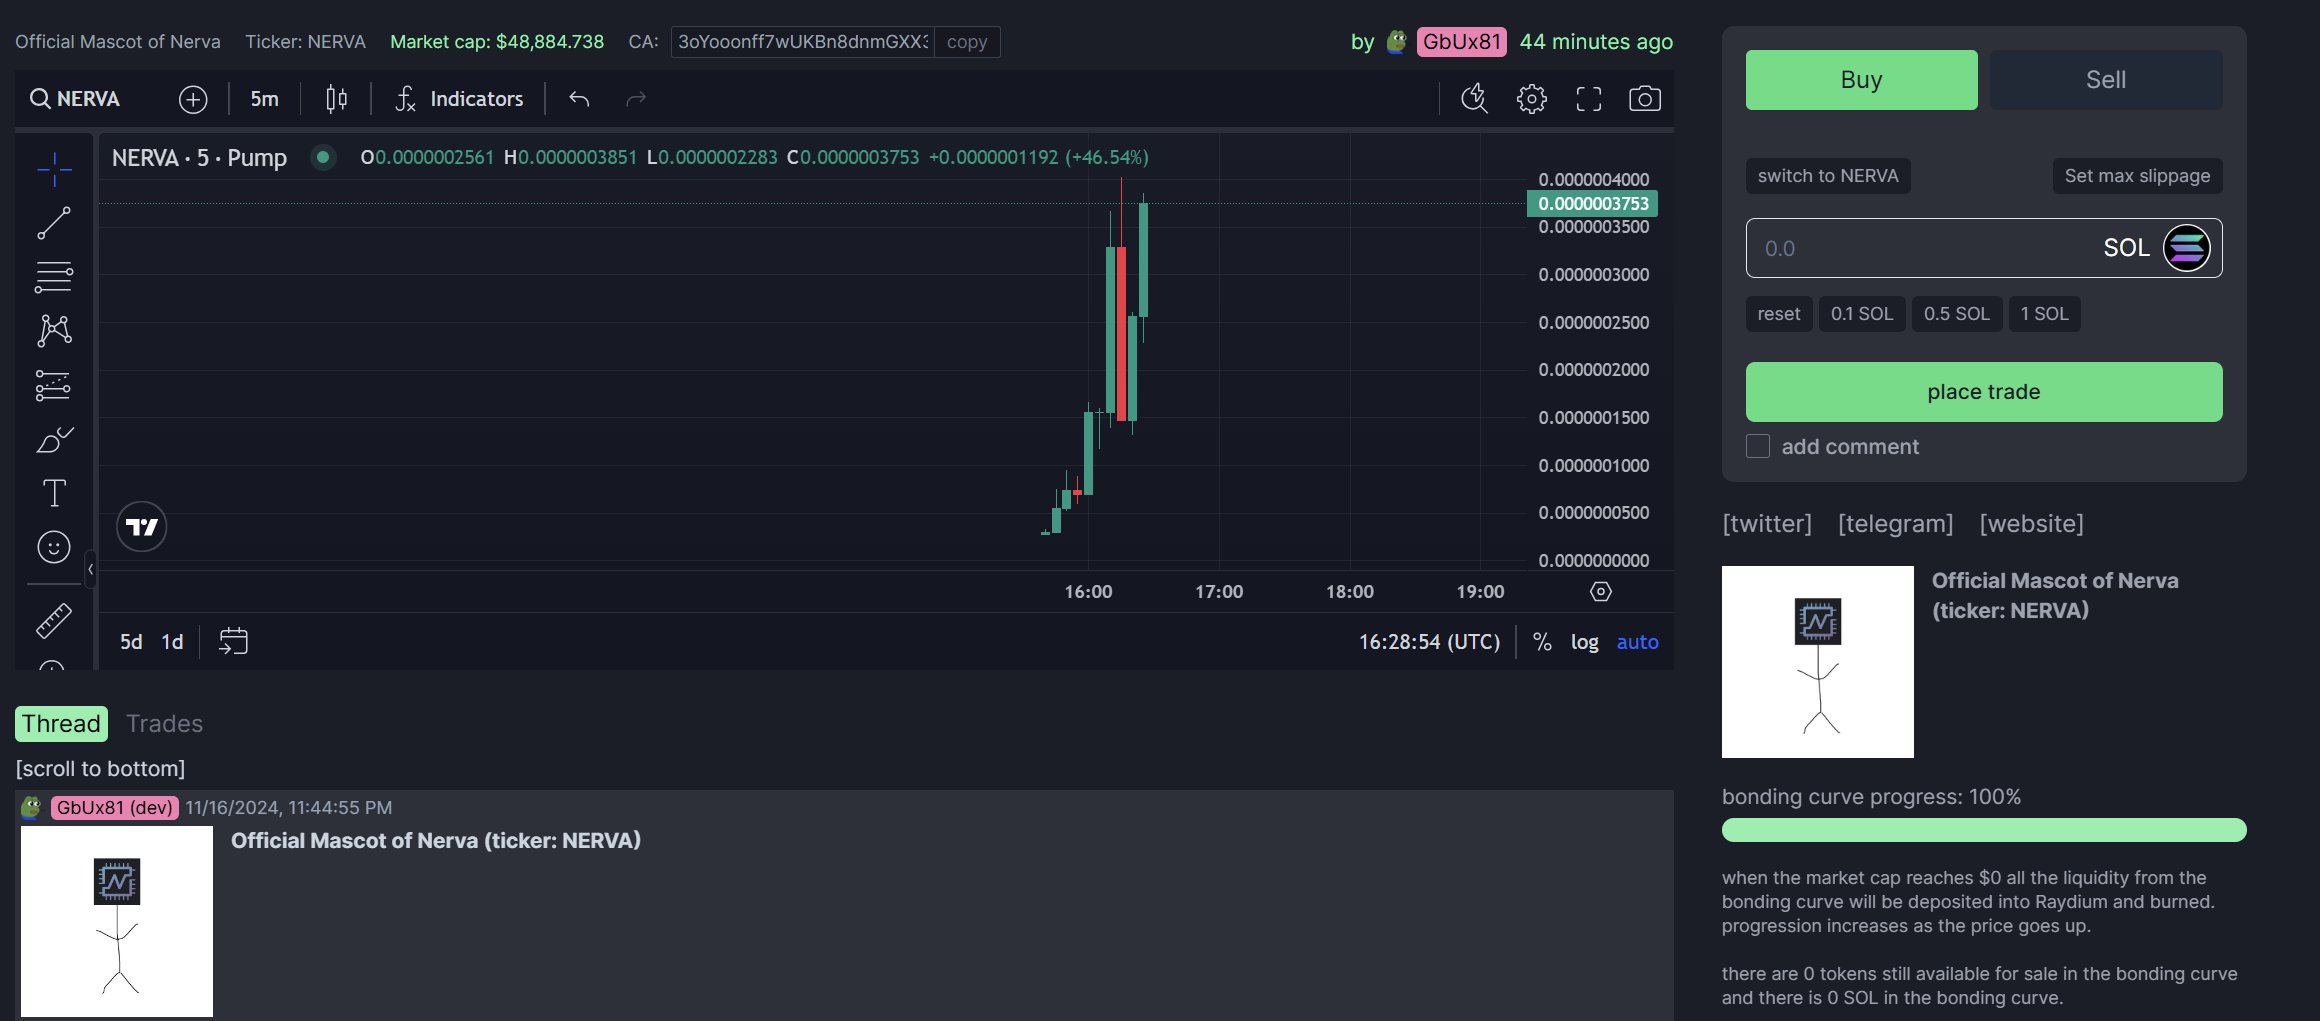 Official Mascot of Nerva Ticker: NERVA Market cap: $48,884.738 CA: 3oYooonff7wUKBn8dnmGXX copy by GbUx81 44 minutes ago
NERVA 5m Indicators
NERVA · 5 · Pump O0.0000002561 H0.0000003851 L0.0000002283 C0.0000003753 +0.0000001192 (+46.54%)
0.0000004000
0.0000003753
0.0000003500
0.0000003000
0.0000002500
0.0000002000
0.0000001500
0.0000001000
0.0000000500
0.0000000000
16:00 17:00 18:00 19:00
5d 1d 16:28:54 (UTC) % log auto
Thread Trades
[scroll to bottom]
GbUx81 (dev) 11/16/2024, 11:44:55 PM
Official Mascot of Nerva (ticker: NERVA)
Buy Sell
switch to NERVA Set max slippage
0.0 SOL
reset 0.1 SOL 0.5 SOL 1 SOL
place trade
add comment
[twitter] [telegram] [website]
Official Mascot of Nerva
(ticker: NERVA)
bonding curve progress: 100%
when the market cap reaches $0 all the liquidity from the
bonding curve will be deposited into Raydium and burned.
progression increases as the price goes up.
there are 0 tokens still available for sale in the bonding curve
and there is 0 SOL in the bonding curve.